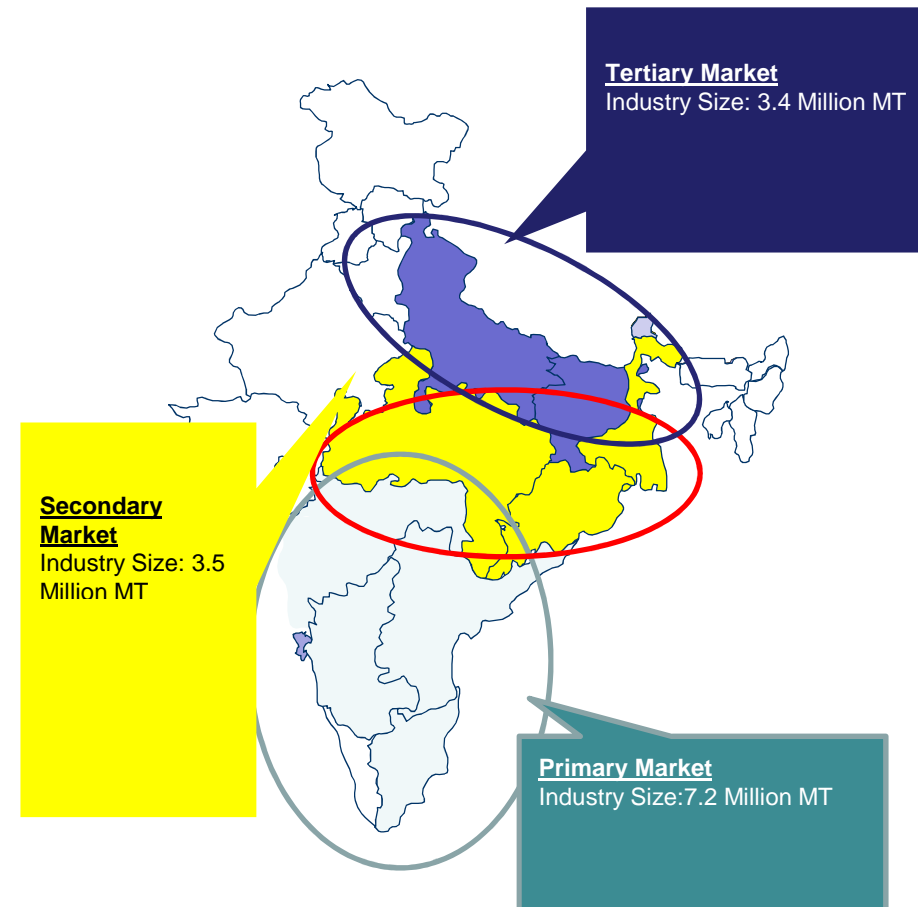 Tertiary Market
Industry Size: 3.4 Million MT
Secondary
Market
Industry Size: 3.5
Million MT
Primary Market
Industry Size:7.2 Million MT